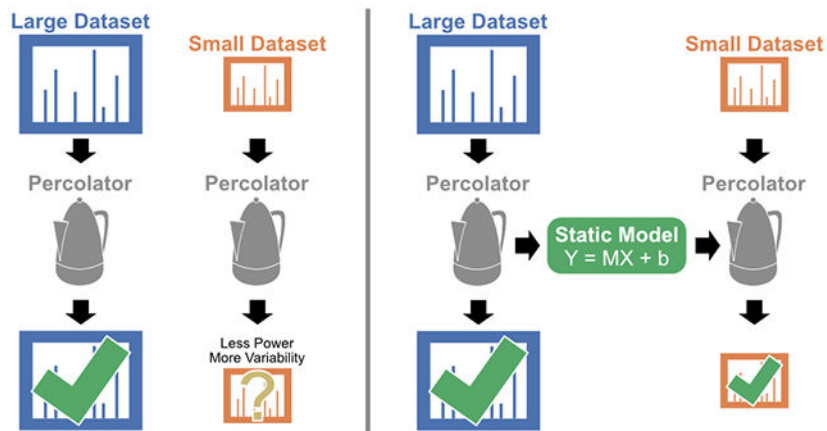 Large Dataset
Small Dataset
Percolator
Percolator
Less Power
More Variability
?
Large Dataset
Small Dataset
Percolator
Percolator
Static Model
Y = MX + b